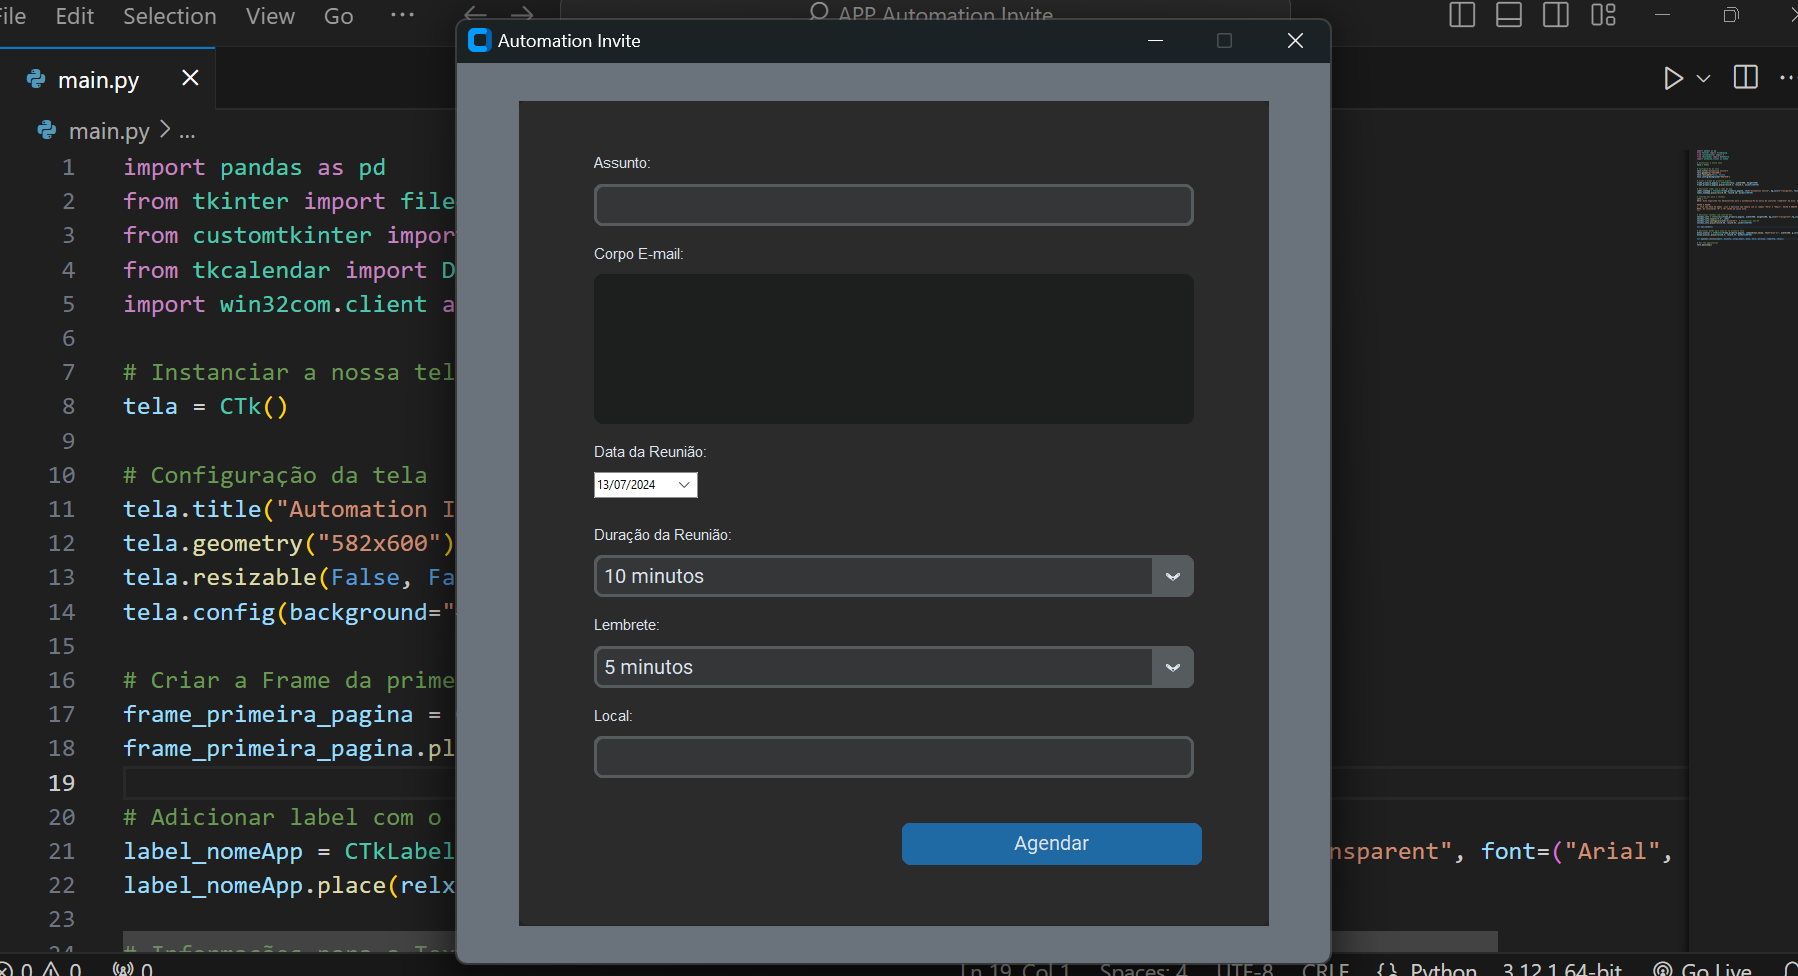 File Edit Selection View Go ···
APP Automation Invite
main.py
main.py > ...
1 import pandas as pd
2 from tkinter import file
3 from customtkinter impor
4 from tkcalendar import D
5 import win32com.client a
6
7 # Instanciar a nossa tel
8 tela = CTk()
9
10 # Configuração da tela
11 tela.title("Automation I
12 tela.geometry("582x600")
13 tela.resizable(False, Fa
14 tela.config(background="
15
16 # Criar a Frame da prime
17 frame_primeira_pagina =
18 frame_primeira_pagina.pl
19
20 # Adicionar label com o
21 label_nomeApp = CTkLabel
nsparent", font=("Arial",
22 label_nomeApp.place(relx
23
24 # Informações para a
Automation Invite
Assunto:
Corpo E-mail:
Data da Reunião:
13/07/2024
Duração da Reunião:
10 minutos
Lembrete:
5 minutos
Local:
Agendar
0 0 0
Ln 19, Col 1 Spaces: 4 UTF-8 CRLF {} Python 3.12.1 64-bit Go Live